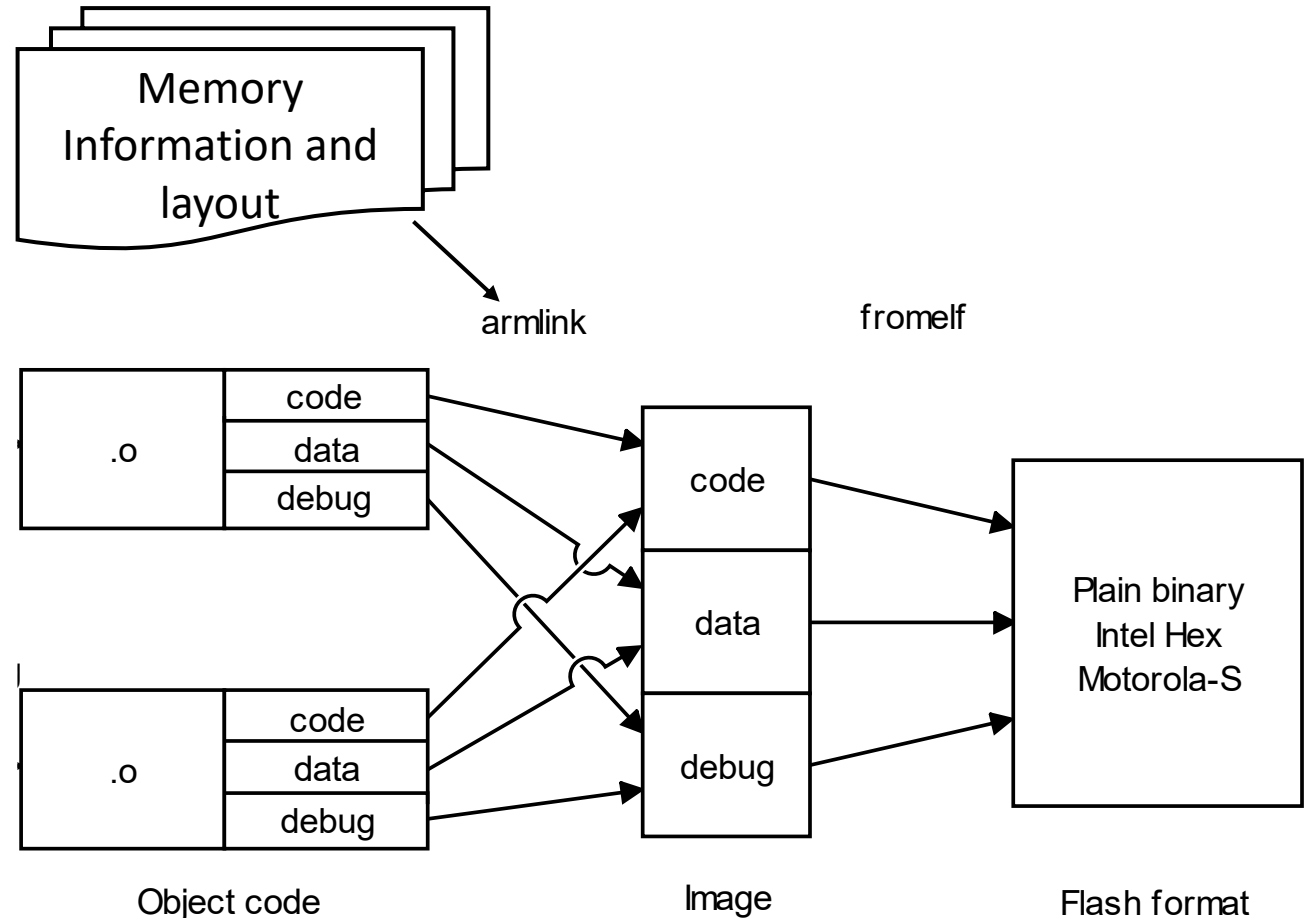 Memory
Information and
layout
armlink
fromelf
.o
code
data
debug
code
data
debug
Plain binary
Intel Hex
Motorola-S
.o
code
data
debug
Object code
Image
Flash format